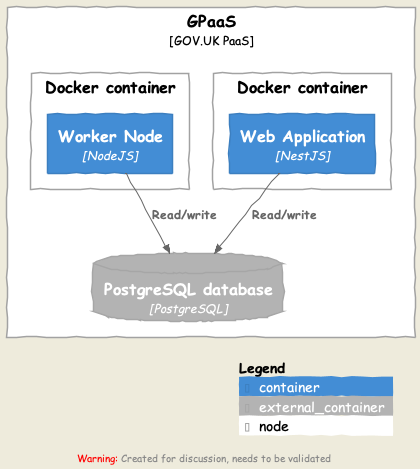 GPaaS
[GOV.UK PaaS]
Docker container
Docker container
Worker Node
[NodeJS]
Web Application
[NestJS]
Read/write
Read/write
PostgreSQL database
[PostgreSQL]
Legend
container
external_container
node
Warning: Created for discussion, needs to be validated